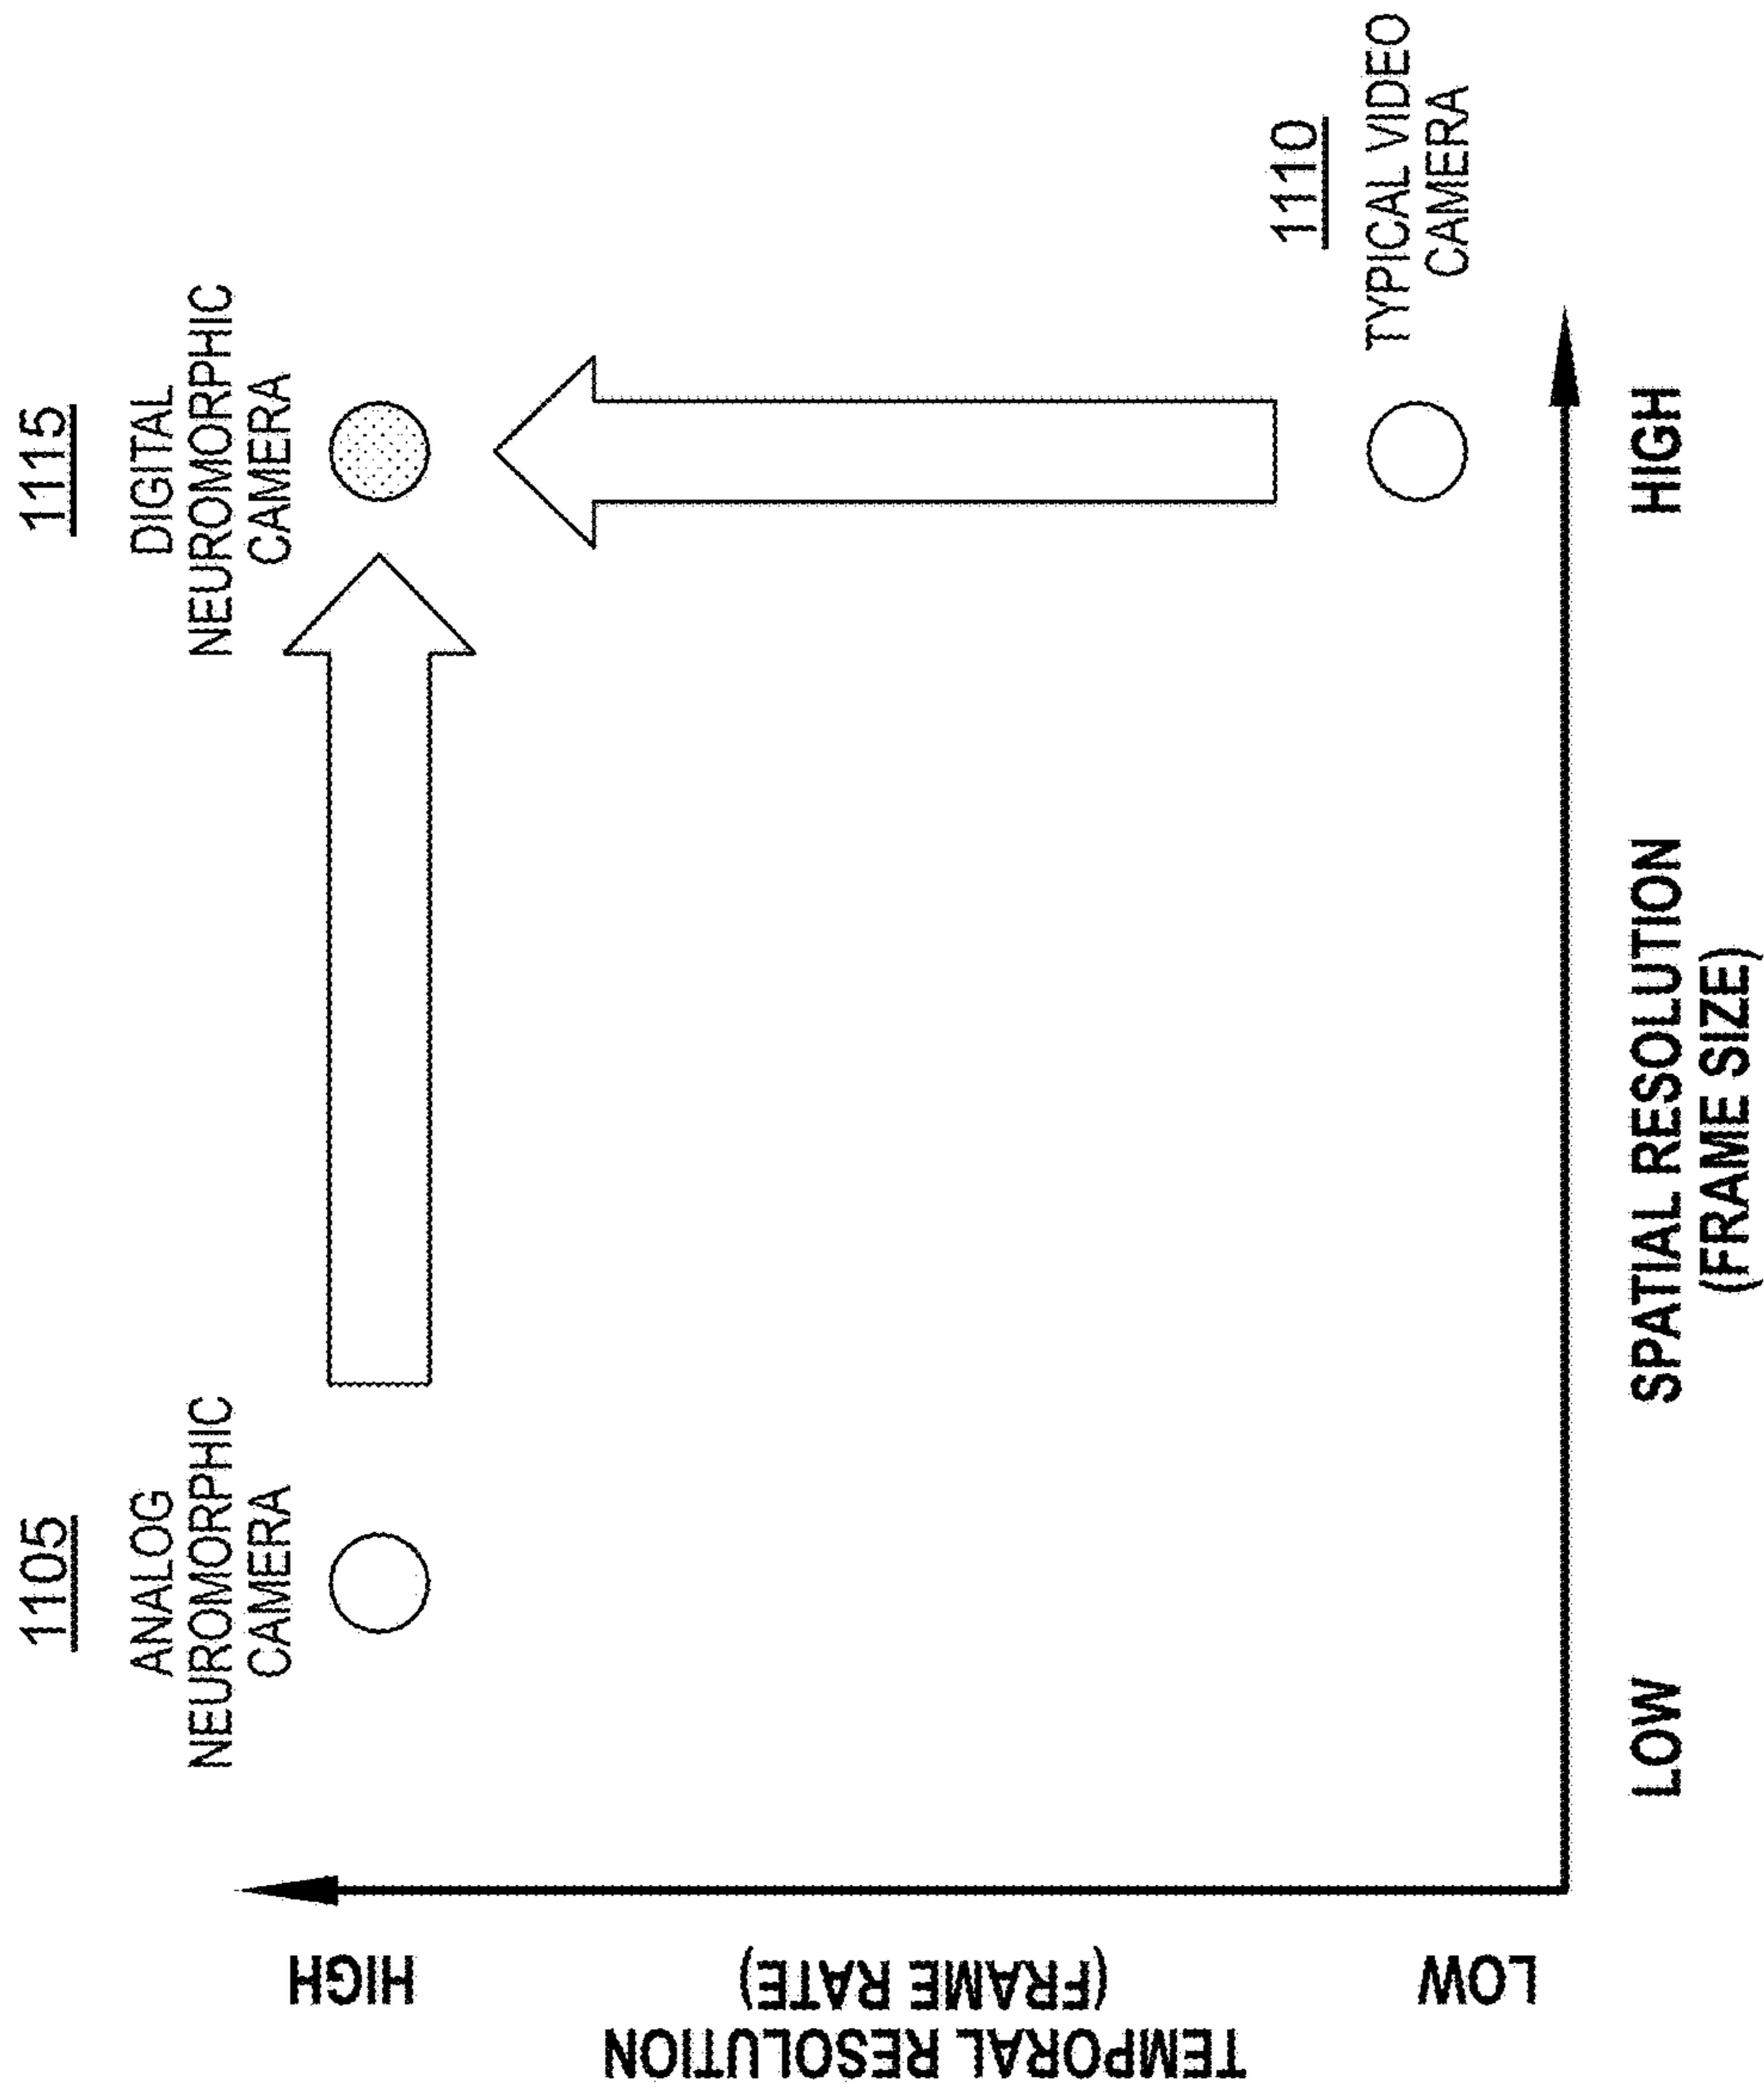 1105
ANALOG
NEUROMORPHIC
CAMERA
1115
DIGITAL
NEUROMORPHIC
CAMERA
1110
TYPICAL VIDEO
CAMERA
HIGH
TEMPORAL RESOLUTION
(FRAME RATE)
LOW
LOW
SPATIAL RESOLUTION
(FRAME SIZE)
HIGH